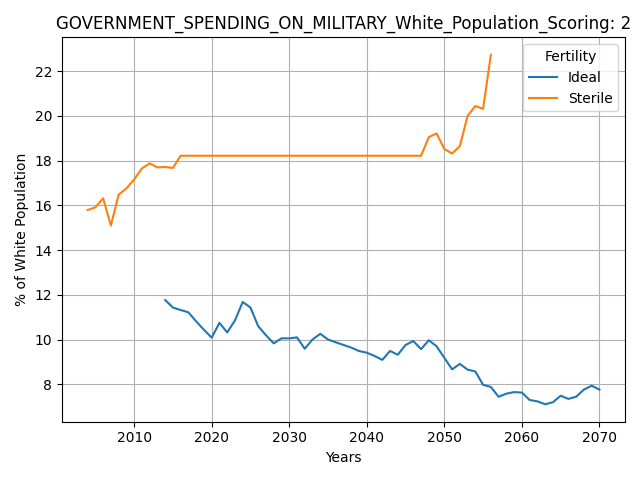 GOVERNMENT_SPENDING_ON_MILITARY_White_Population_Scoring: 2
Fertility
Ideal
Sterile
% of White Population
22
20
18
16
14
12
10
8
2010 2020 2030 2040 2050 2060 2070
Years